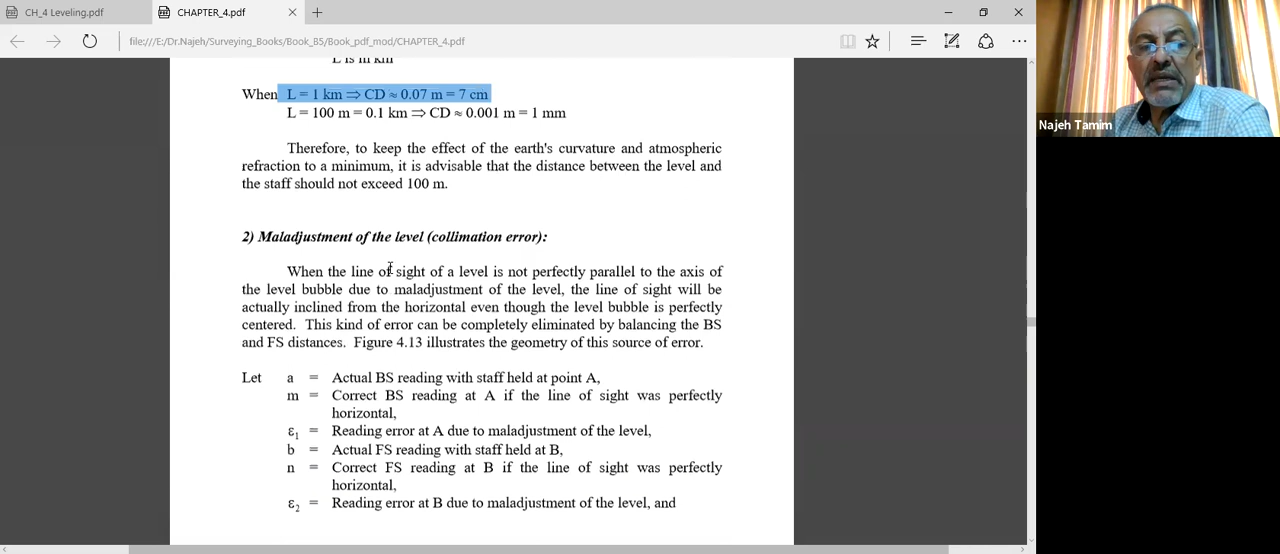 CH_4 Leveling.pdf
CHAPTER_4.pdf
file:///E:/Dr.Najeh/Surveying_Books/Book_B5/Book_pdf_mod/CHAPTER_4.pdf
L is in km
When L = 1 km ⇒ CD ≈ 0.07 m = 7 cm
L = 100 m = 0.1 km ⇒ CD ≈ 0.001 m = 1 mm
Therefore, to keep the effect of the earth's curvature and atmospheric
refraction to a minimum, it is advisable that the distance between the level and
the staff should not exceed 100 m.
2) Maladjustment of the level (collimation error):
When the line of sight of a level is not perfectly parallel to the axis of
the level bubble due to maladjustment of the level, the line of sight will be
actually inclined from the horizontal even though the level bubble is perfectly
centered. This kind of error can be completely eliminated by balancing the BS
and FS distances. Figure 4.13 illustrates the geometry of this source of error.
Let a = Actual BS reading with staff held at point A,
m = Correct BS reading at A if the line of sight was perfectly
horizontal,
ε₁ = Reading error at A due to maladjustment of the level,
b = Actual FS reading with staff held at B,
n = Correct FS reading at B if the line of sight was perfectly
horizontal,
ε₂ = Reading error at B due to maladjustment of the level, and
Najeh Tamim